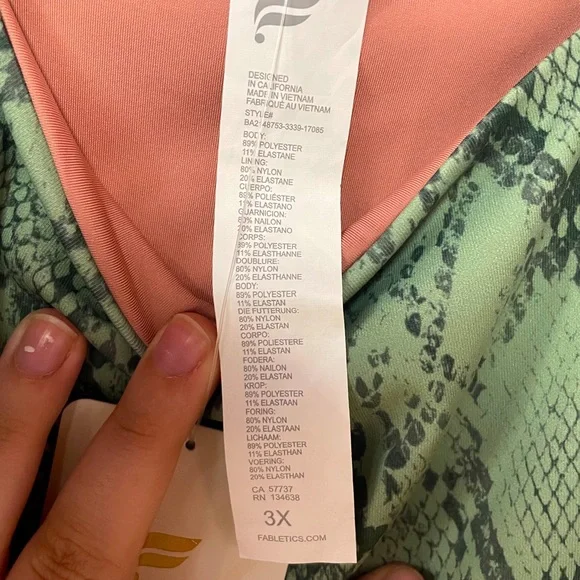 DESIGNED
IN CALIFORNIA
MADE IN VIETNAM
FABRIQUÉ AU VIETNAM
STYLE#
BA2148753-3339-17085
BODY:
89% POLYESTER
11% ELASTANE
LINING:
80% NYLON
20% ELASTANE
CUERPO:
89% POLIÉSTER
11% ELASTANO
GUARNICION:
80% NAILON
20% ELASTANO
CORPS:
89% POLYESTER
11% ELASTHANNE
DOUBLURE:
80% NYLON
20% ELASTHANNE
BODY:
89% POLYESTER
11% ELASTAN
DIE FUTTERUNG:
80% NYLON
20% ELASTAN
CORPO:
89% POLIESTERE
11% ELASTAN
FODERA:
80% NAILON
20% ELASTAN
KROP:
89% POLYESTER
11% ELASTAAN
FORING:
80% NYLON
20% ELASTAAN
LICHAAM:
89% POLYESTER
11% ELASTHAN
VOERING:
80% NYLON
20% ELASTHAN
CA 57737
RN 134638
3X
FABLETICS.COM